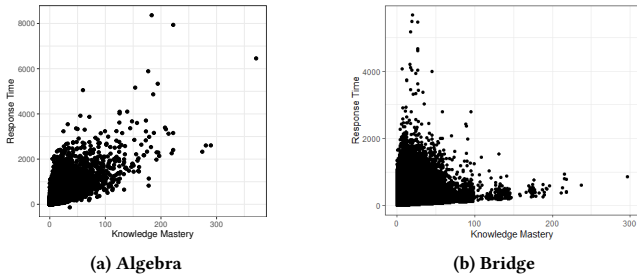 8000
6000
4000
2000
0
Response Time
0 100 200 300
Knowledge Mastery
(a) Algebra
4000
2000
0
Response Time
0 100 200 300
Knowledge Mastery
(b) Bridge